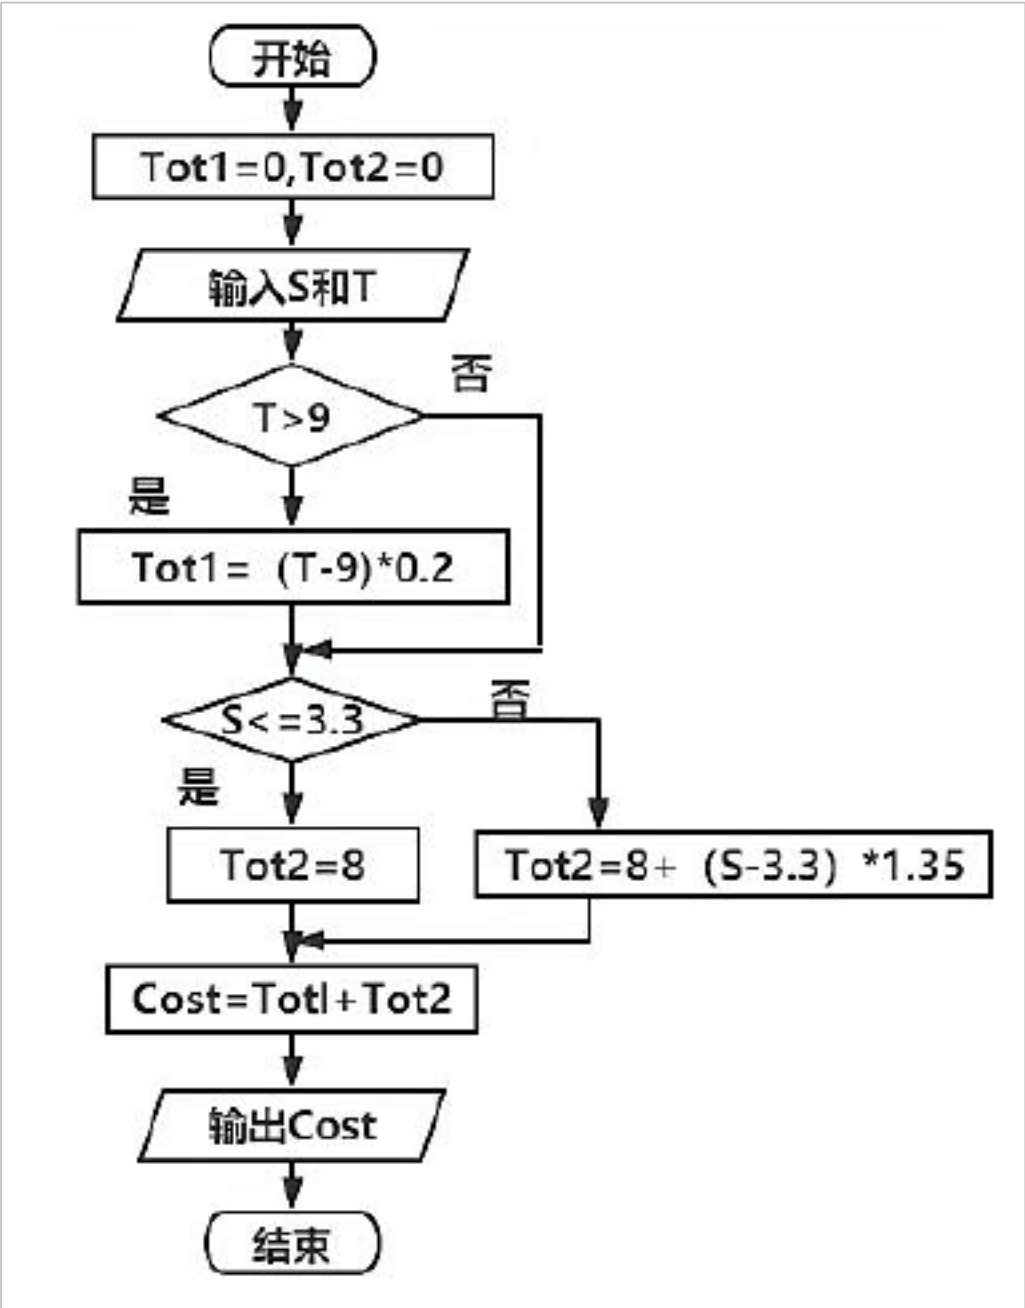 开始
Tot1=0,Tot2=0
输入S和T
否
T>9
是
Tot1= (T-9)*0.2
否
S<=3.3
是
Tot2=8
Tot2=8+ (S-3.3) *1.35
Cost=Totl+Tot2
输出Cost
结束